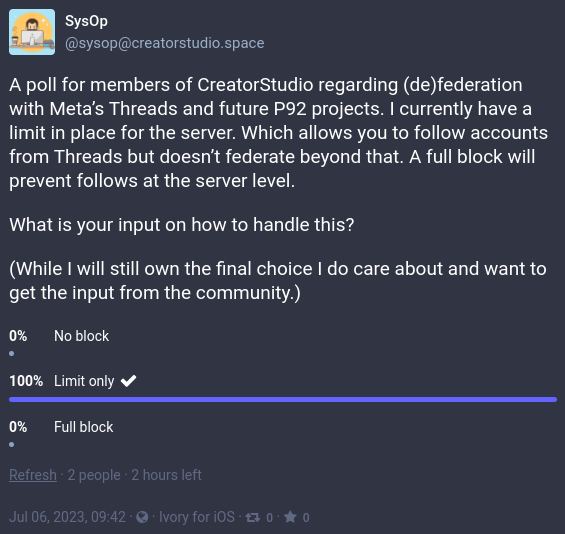 SysOp
@sysop@creatorstudio.space
A poll for members of CreatorStudio regarding (de)federation
with Meta’s Threads and future P92 projects. I currently have a
limit in place for the server. Which allows you to follow accounts
from Threads but doesn’t federate beyond that. A full block will
prevent follows at the server level.
What is your input on how to handle this?
(While I will still own the final choice I do care about and want to
get the input from the community.)
0% No block
100% Limit only
0% Full block
Refresh · 2 people · 2 hours left
Jul 06, 2023, 09:42 · Ivory for iOS · 0 · 0